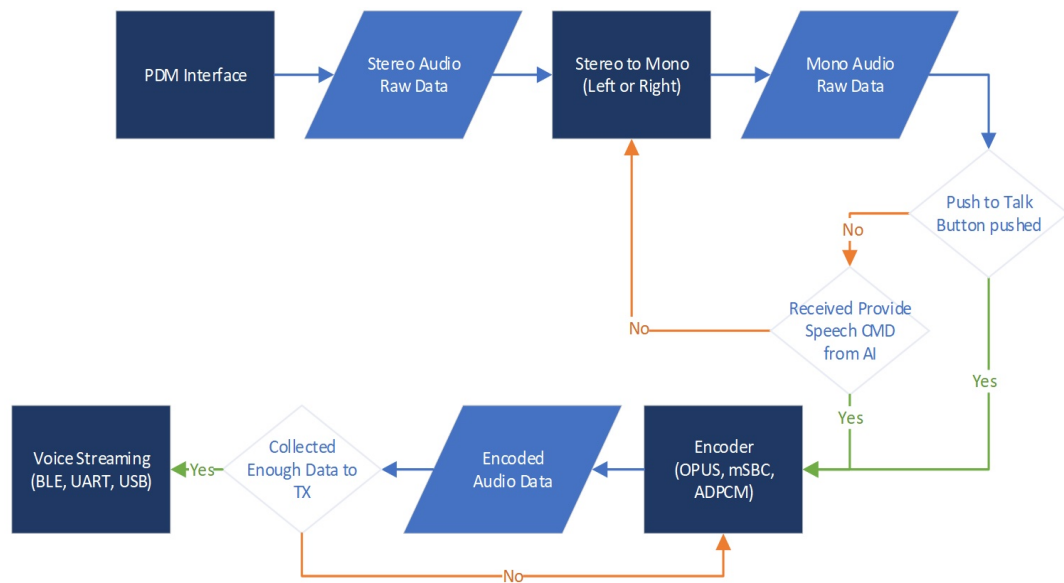 PDM Interface
Stereo Audio
Raw Data
Stereo to Mono
(Left or Right)
Mono Audio
Raw Data
Push to Talk
Button pushed
No
Received Provide
Speech CMD
from AI
No
Yes
Yes
Voice Streaming
(BLE, UART, USB)
Yes
Collected
Enough Data to
TX
Encoded
Audio Data
Encoder
(OPUS, mSBC,
ADPCM)
No